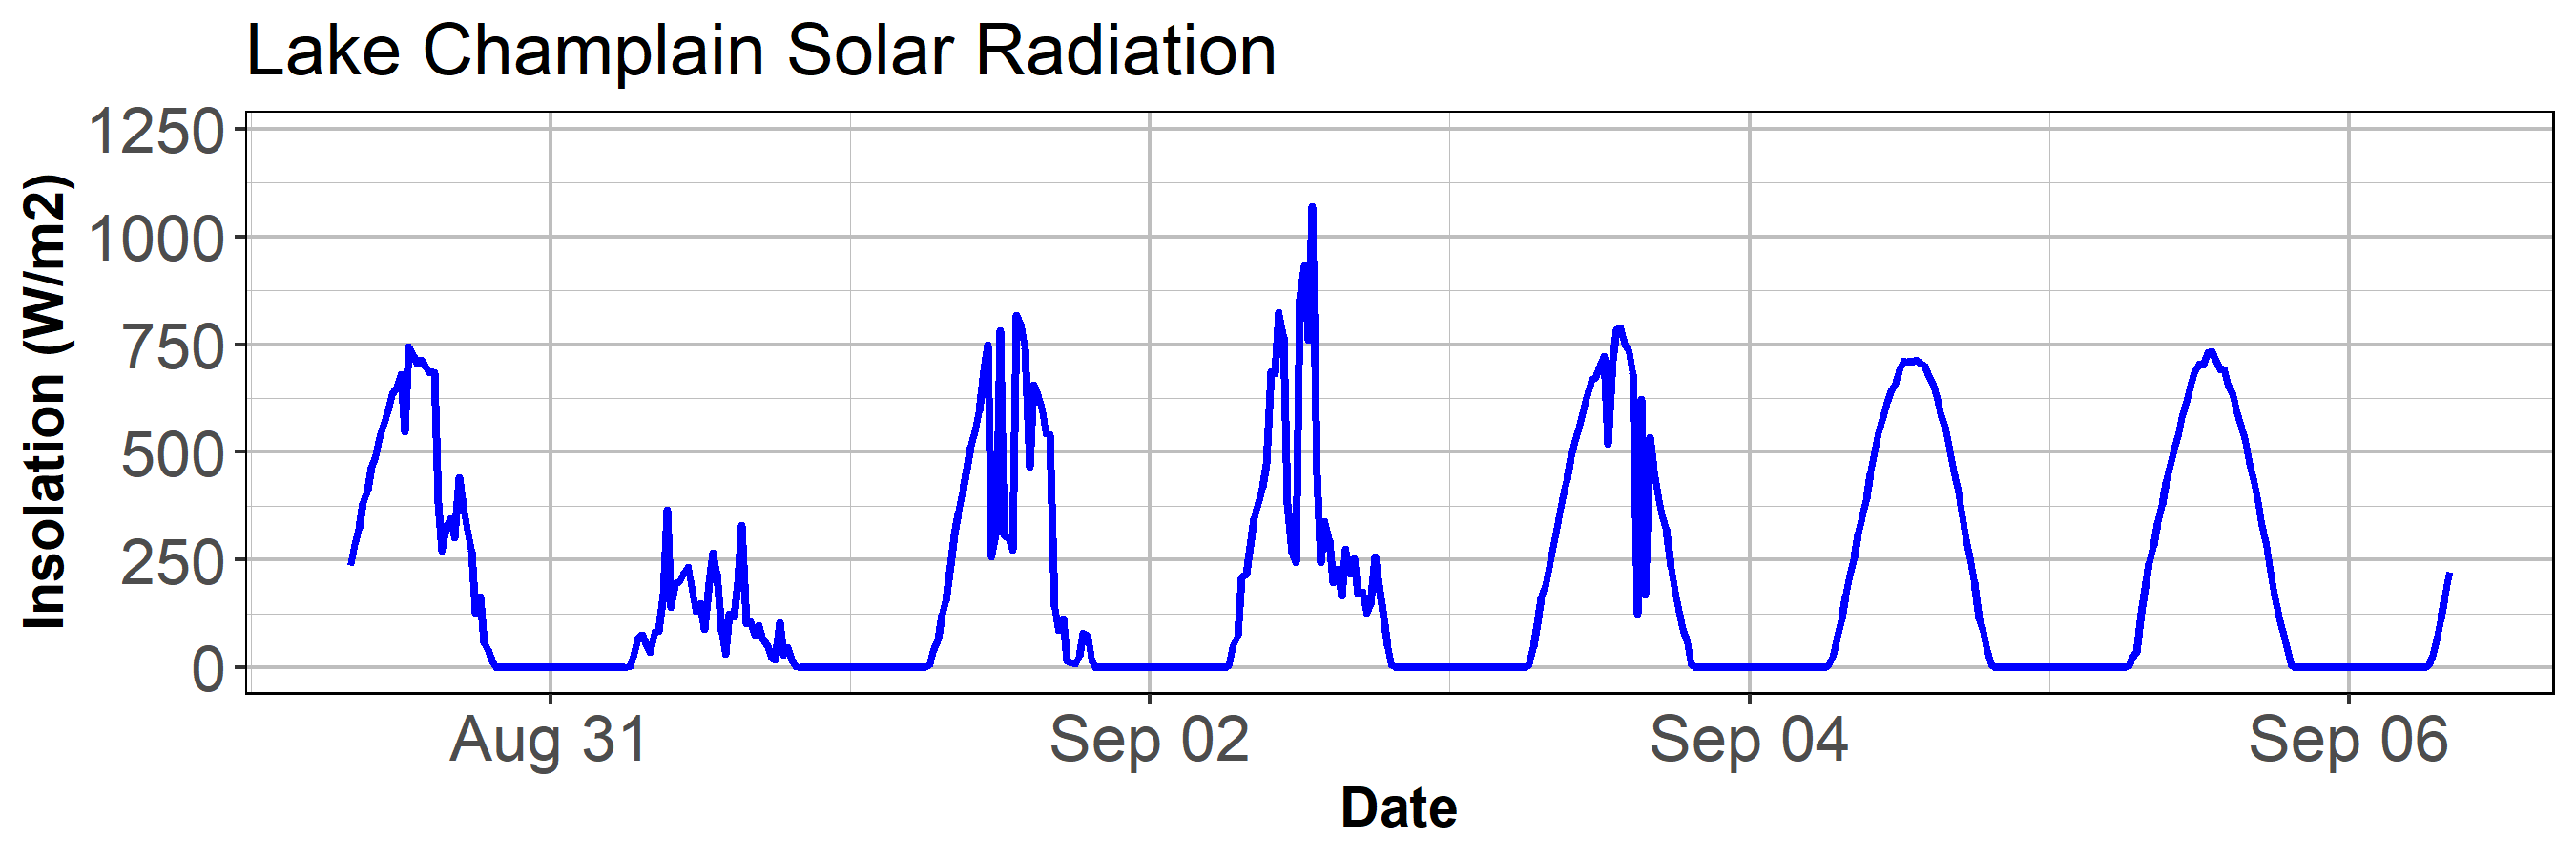 Lake Champlain Solar Radiation
Insolation (W/m2)
1250
1000
750
500
250
0
Aug 31 Sep 02 Sep 04 Sep 06
Date